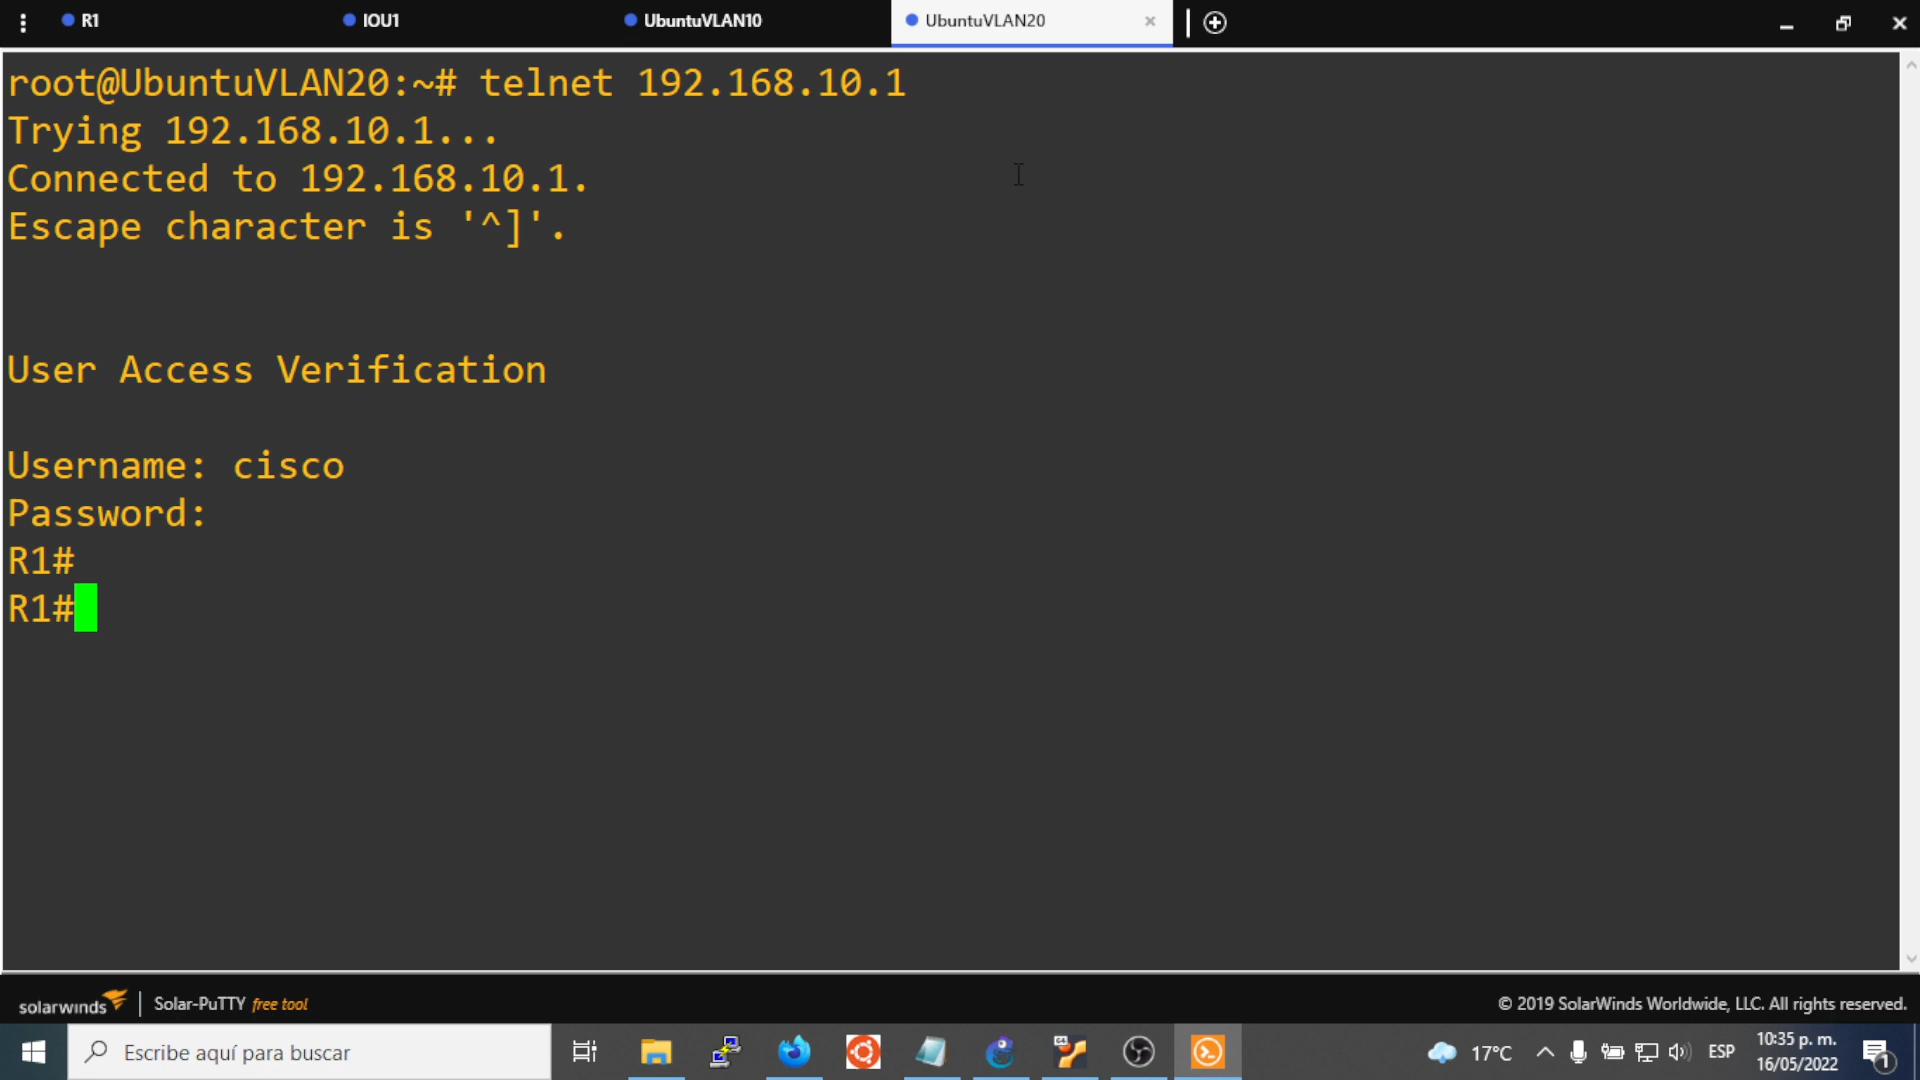 R1
IOU1
UbuntuVLAN10
UbuntuVLAN20
root@UbuntuVLAN20:~# telnet 192.168.10.1
Trying 192.168.10.1...
Connected to 192.168.10.1.
Escape character is '^]'.
User Access Verification
Username: cisco
Password:
R1#
R1#
solarwinds | Solar-PuTTY free tool
© 2019 SolarWinds Worldwide, LLC. All rights reserved.
Escribe aquí para buscar
17°C
ESP
10:35 p. m.
16/05/2022
1